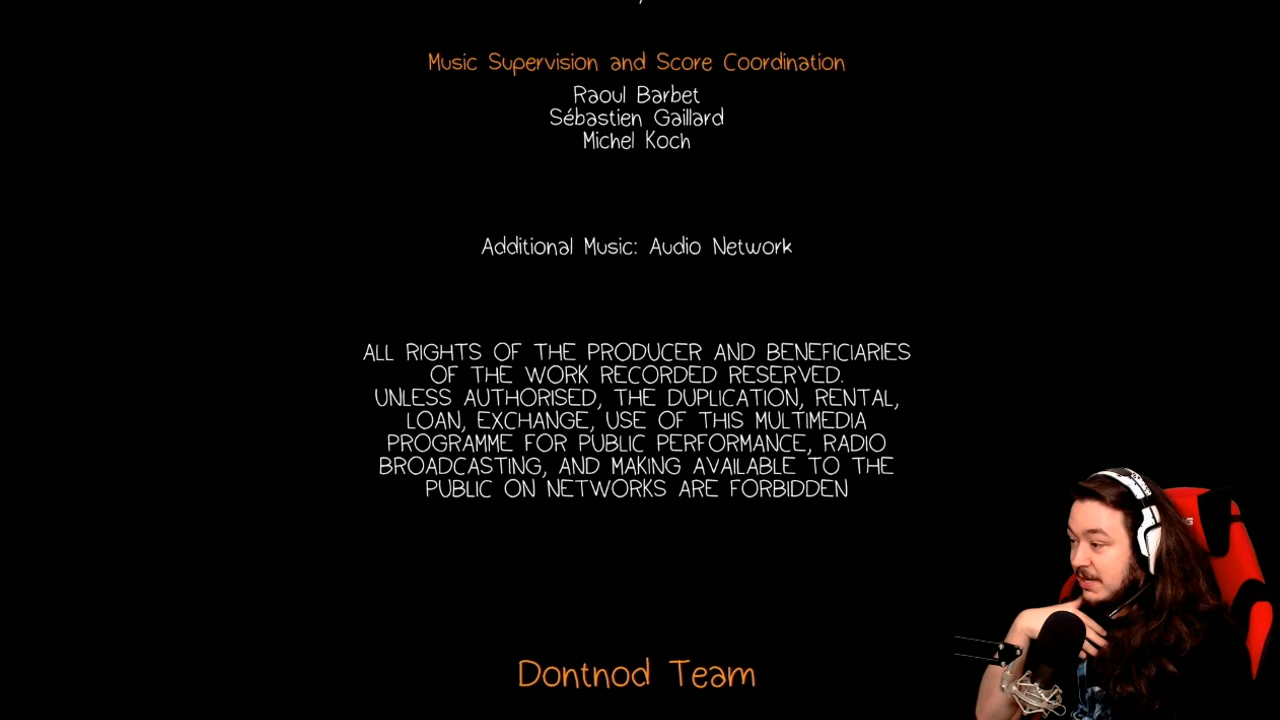 Music Supervision and Score Coordination
Raoul Barbet
Sébastien Gaillard
Michel Koch
Additional Music: Audio Network
ALL RIGHTS OF THE PRODUCER AND BENEFICIARIES
OF THE WORK RECORDED RESERVED.
UNLESS AUTHORISED, THE DUPLICATION, RENTAL,
LOAN, EXCHANGE, USE OF THIS MULTIMEDIA
PROGRAMME FOR PUBLIC PERFORMANCE, RADIO
BROADCASTING, AND MAKING AVAILABLE TO THE
PUBLIC ON NETWORKS ARE FORBIDDEN
Dontnod Team